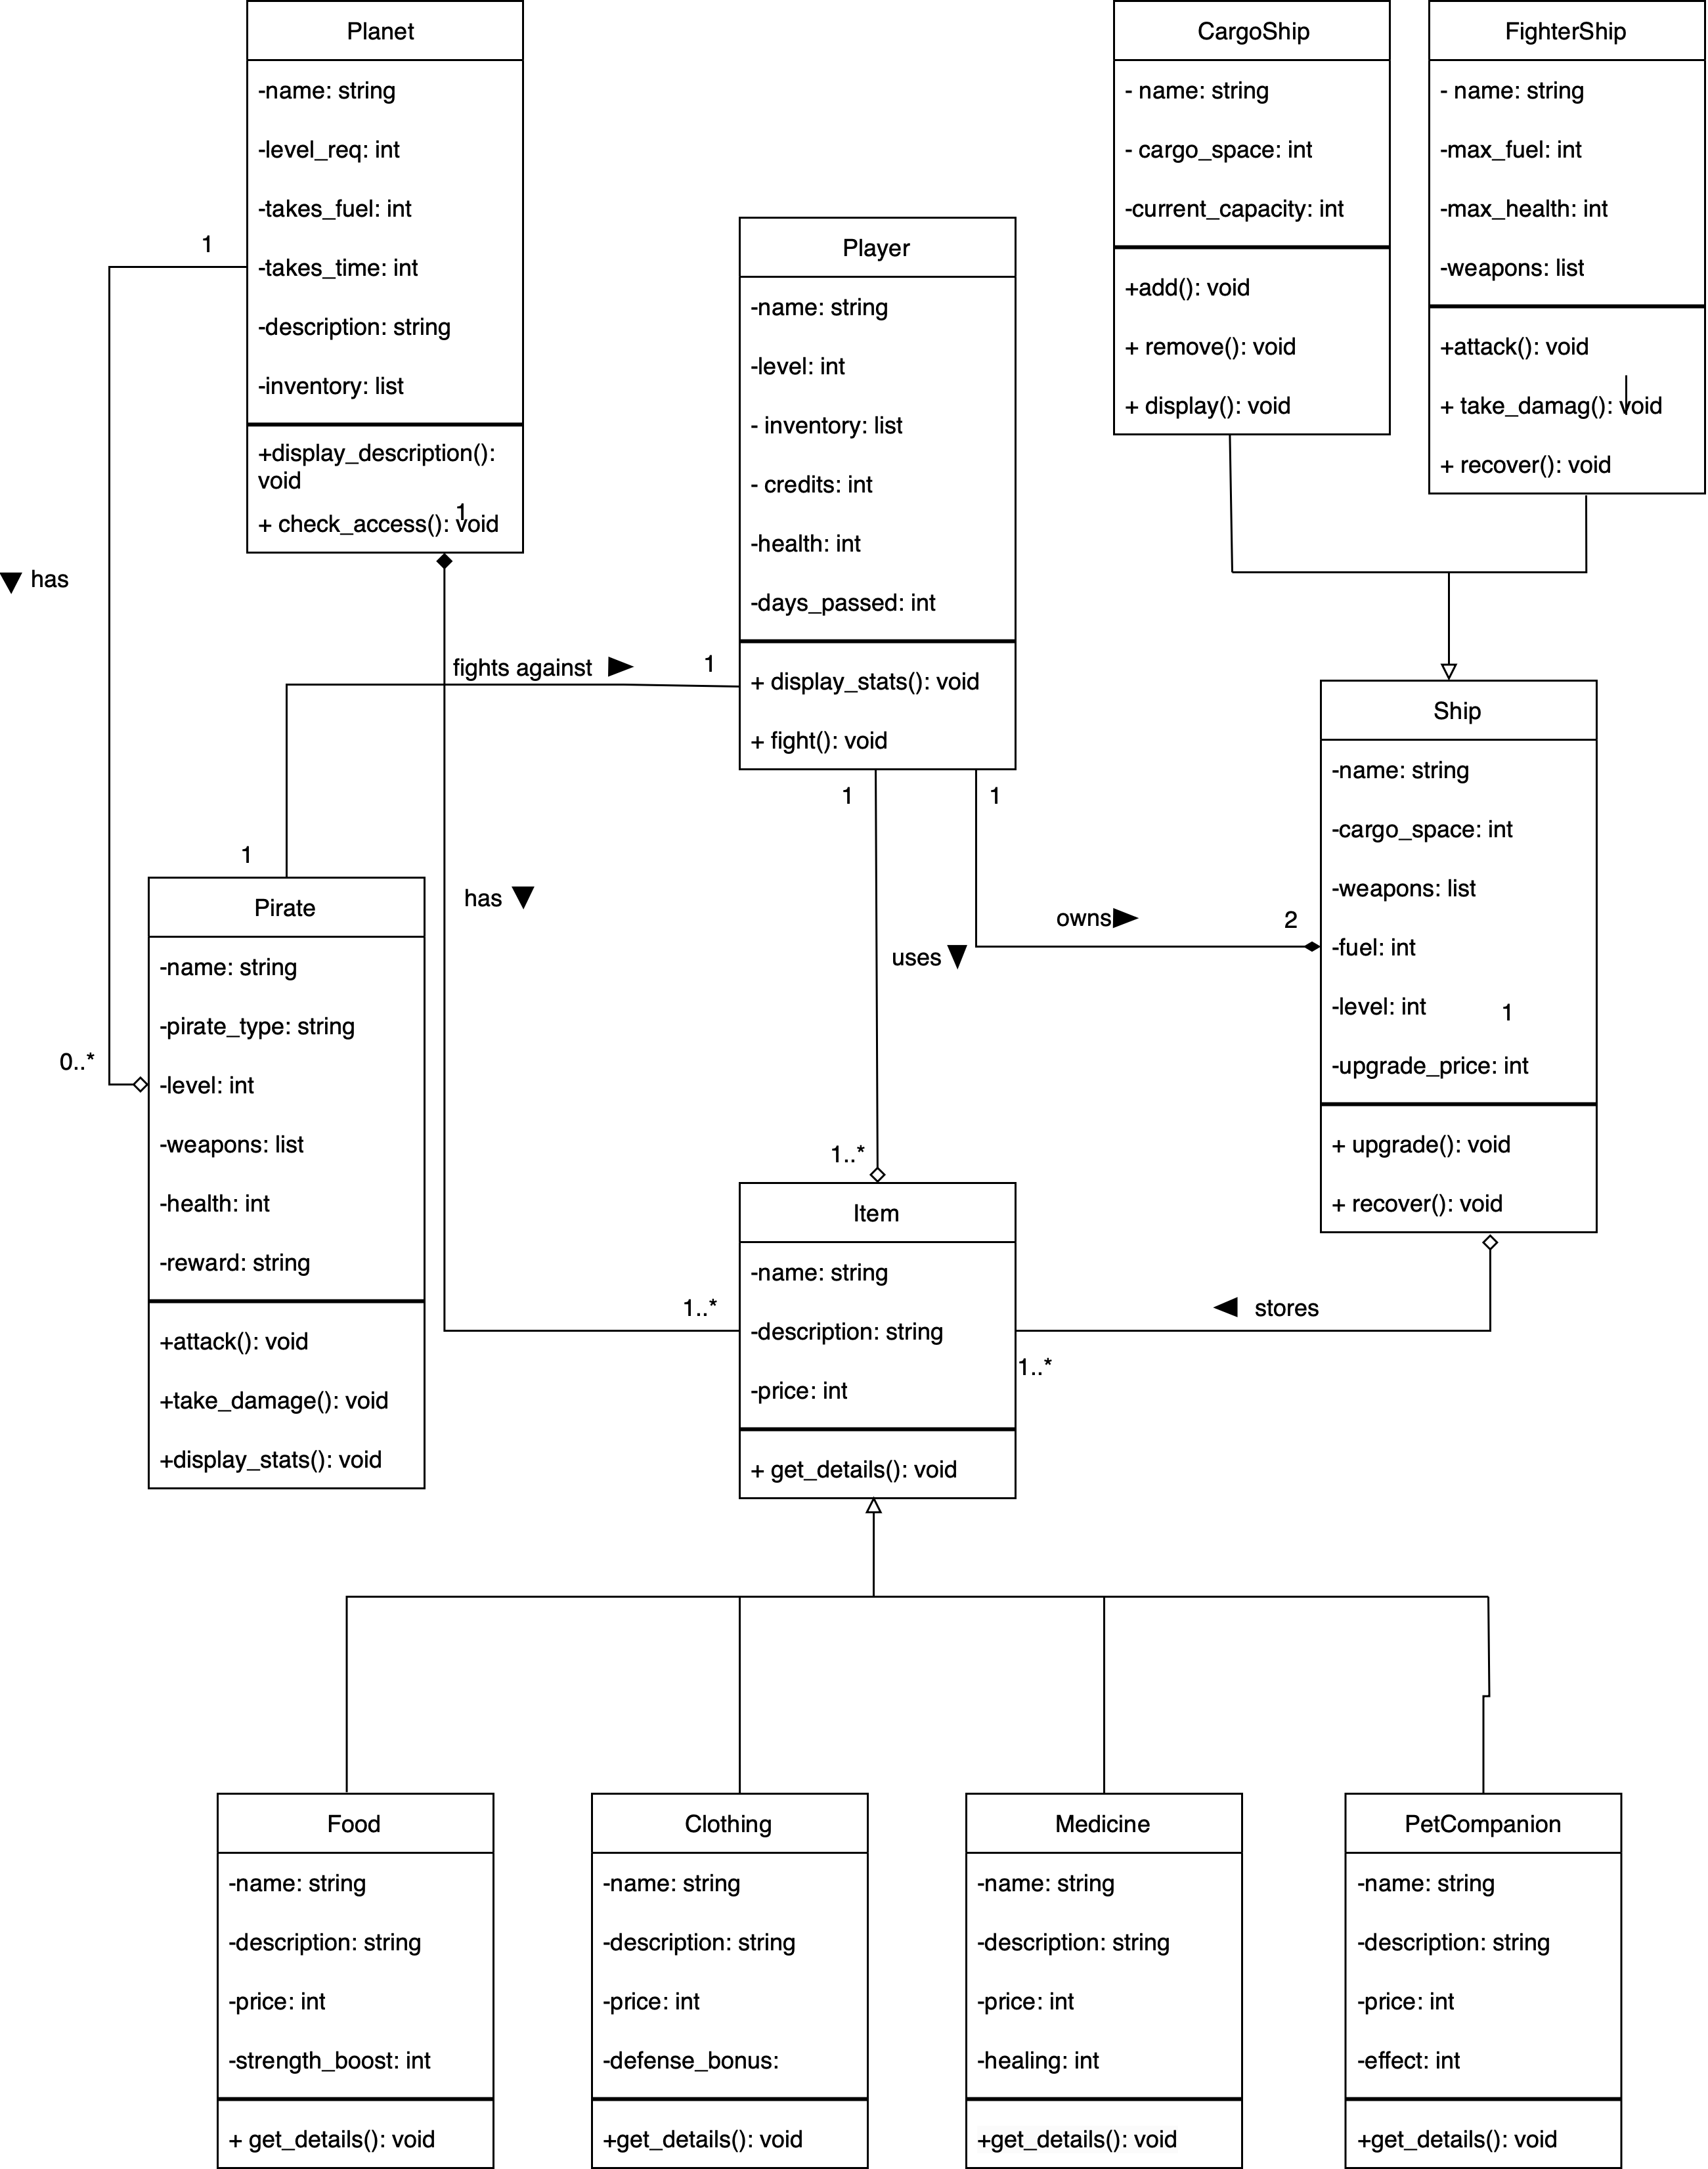 Planet
-name: string
-level_req: int
-takes_fuel: int
-takes_time: int
-description: string
-inventory: list
+display_description():
void
+ check_access(): void
1
1
has
CargoShip
- name: string
- cargo_space: int
-current_capacity: int
+add(): void
+ remove(): void
+ display(): void
FighterShip
- name: string
-max_fuel: int
-max_health: int
-weapons: list
+attack(): void
+ take_damag(): void
+ recover(): void
Player
-name: string
-level: int
- inventory: list
- credits: int
-health: int
-days_passed: int
+ display_stats(): void
+ fight(): void
fights against
1
1
1
1
has
uses
owns
2
Ship
-name: string
-cargo_space: int
-weapons: list
-fuel: int
-level: int
1
-upgrade_price: int
+ upgrade(): void
+ recover(): void
Pirate
-name: string
-pirate_type: string
-level: int
-weapons: list
-health: int
-reward: string
+attack(): void
+take_damage(): void
+display_stats(): void
0..*
1..*
Item
-name: string
-description: string
-price: int
+ get_details(): void
1..*
stores
1..*
Food
-name: string
-description: string
-price: int
-strength_boost: int
+ get_details(): void
Clothing
-name: string
-description: string
-price: int
-defense_bonus:
+get_details(): void
Medicine
-name: string
-description: string
-price: int
-healing: int
+get_details(): void
PetCompanion
-name: string
-description: string
-price: int
-effect: int
+get_details(): void